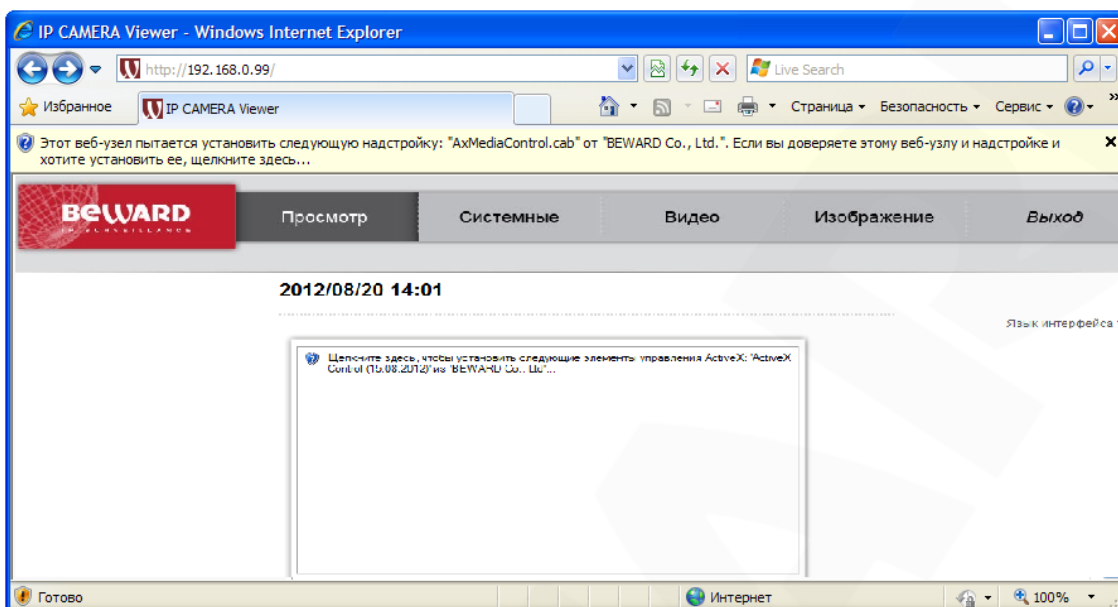 IP CAMERA Viewer - Windows Internet Explorer
http://192.168.0.99/
Live Search
Избранное
IP CAMERA Viewer
Страница
Безопасность
Сервис
Этот веб-узел пытается установить следующую надстройку: "AxMediaControl.cab" от "BEWARD Co., Ltd.". Если вы доверяете этому веб-узлу и надстройке и
хотите установить ее, щелкните здесь...
BEWARD
IP SURVEILLANCE
Просмотр
Системные
Видео
Изображение
Выход
2012/08/20 14:01
Язык интерфейса
Щелкните здесь, чтобы установить следующие элементы управления ActiveX: "ActiveX
Control (15.08.2012)" из "BEWARD Co., Ltd"...
Готово
Интернет
100%